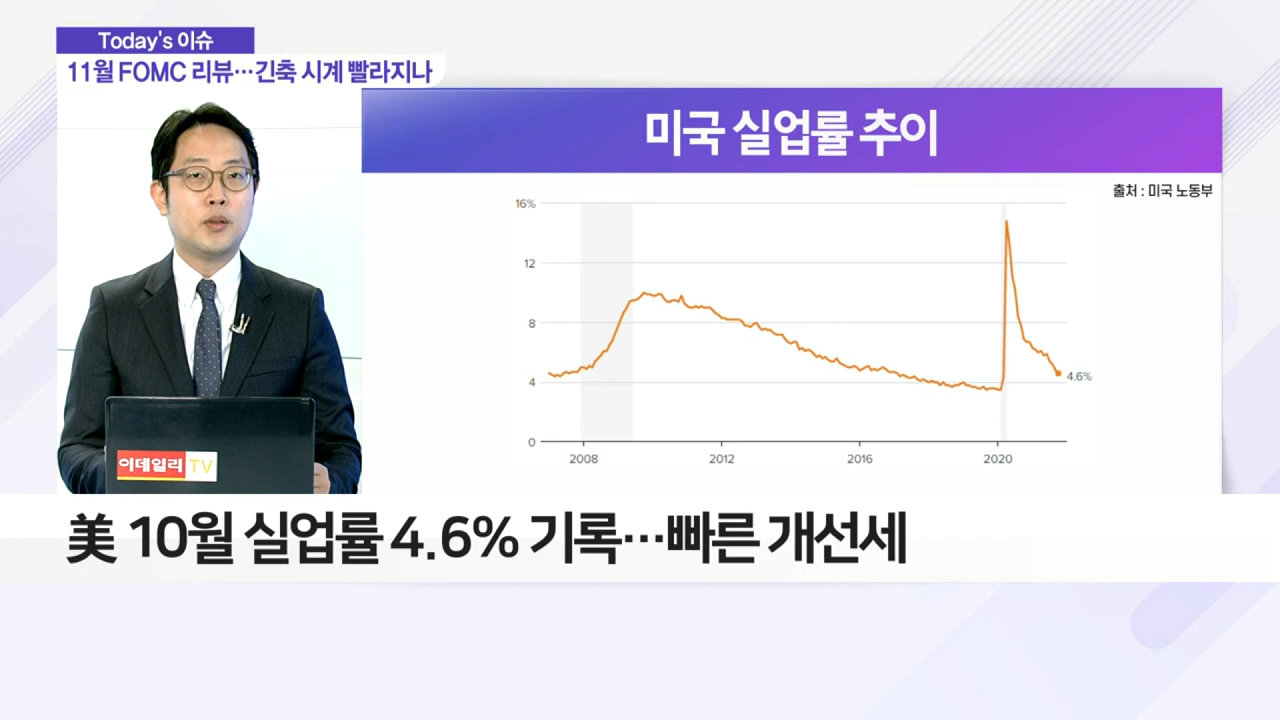 Today's 이슈
11월 FOMC 리뷰…긴축 시계 빨라지나
미국 실업률 추이
출처 : 미국 노동부
16%
12
8
4
0
4.6%
2008 2012 2016 2020
이데일리 TV
美 10월 실업률 4.6% 기록…빠른 개선세